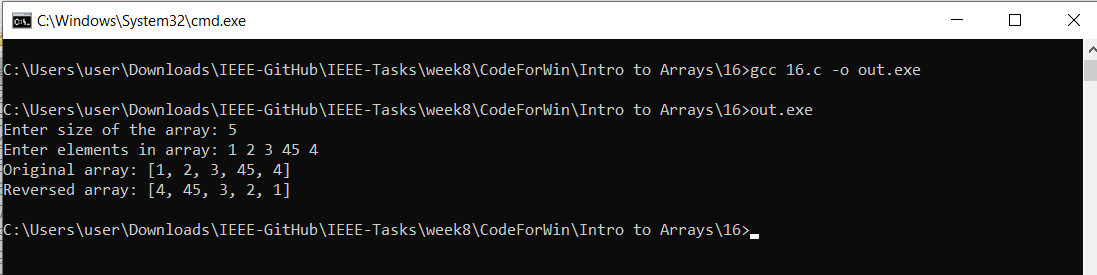 C:\Windows\System32\cmd.exe
C:\Users\user\Downloads\IEEE-GitHub\IEEE-Tasks\week8\CodeForWin\Intro to Arrays\16>gcc 16.c -o out.exe
C:\Users\user\Downloads\IEEE-GitHub\IEEE-Tasks\week8\CodeForWin\Intro to Arrays\16>out.exe
Enter size of the array: 5
Enter elements in array: 1 2 3 45 4
Original array: [1, 2, 3, 45, 4]
Reversed array: [4, 45, 3, 2, 1]
C:\Users\user\Downloads\IEEE-GitHub\IEEE-Tasks\week8\CodeForWin\Intro to Arrays\16>